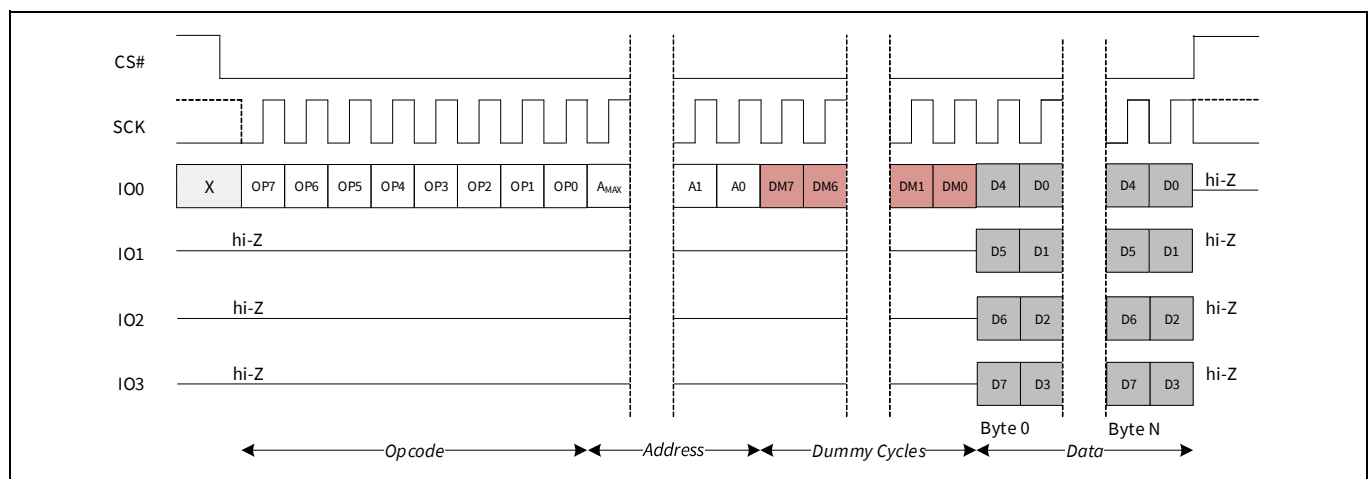 CS#
SCK
IO0 X OP7 OP6 OP5 OP4 OP3 OP2 OP1 OP0 AMAX A1 A0 DM7 DM6 DM1 DM0 D4 D0 D4 D0 hi-Z
IO1 hi-Z D5 D1 D5 D1 hi-Z
IO2 hi-Z D6 D2 D6 D2 hi-Z
IO3 hi-Z D7 D3 D7 D3 hi-Z
Byte 0 Byte N
Opcode Address Dummy Cycles Data